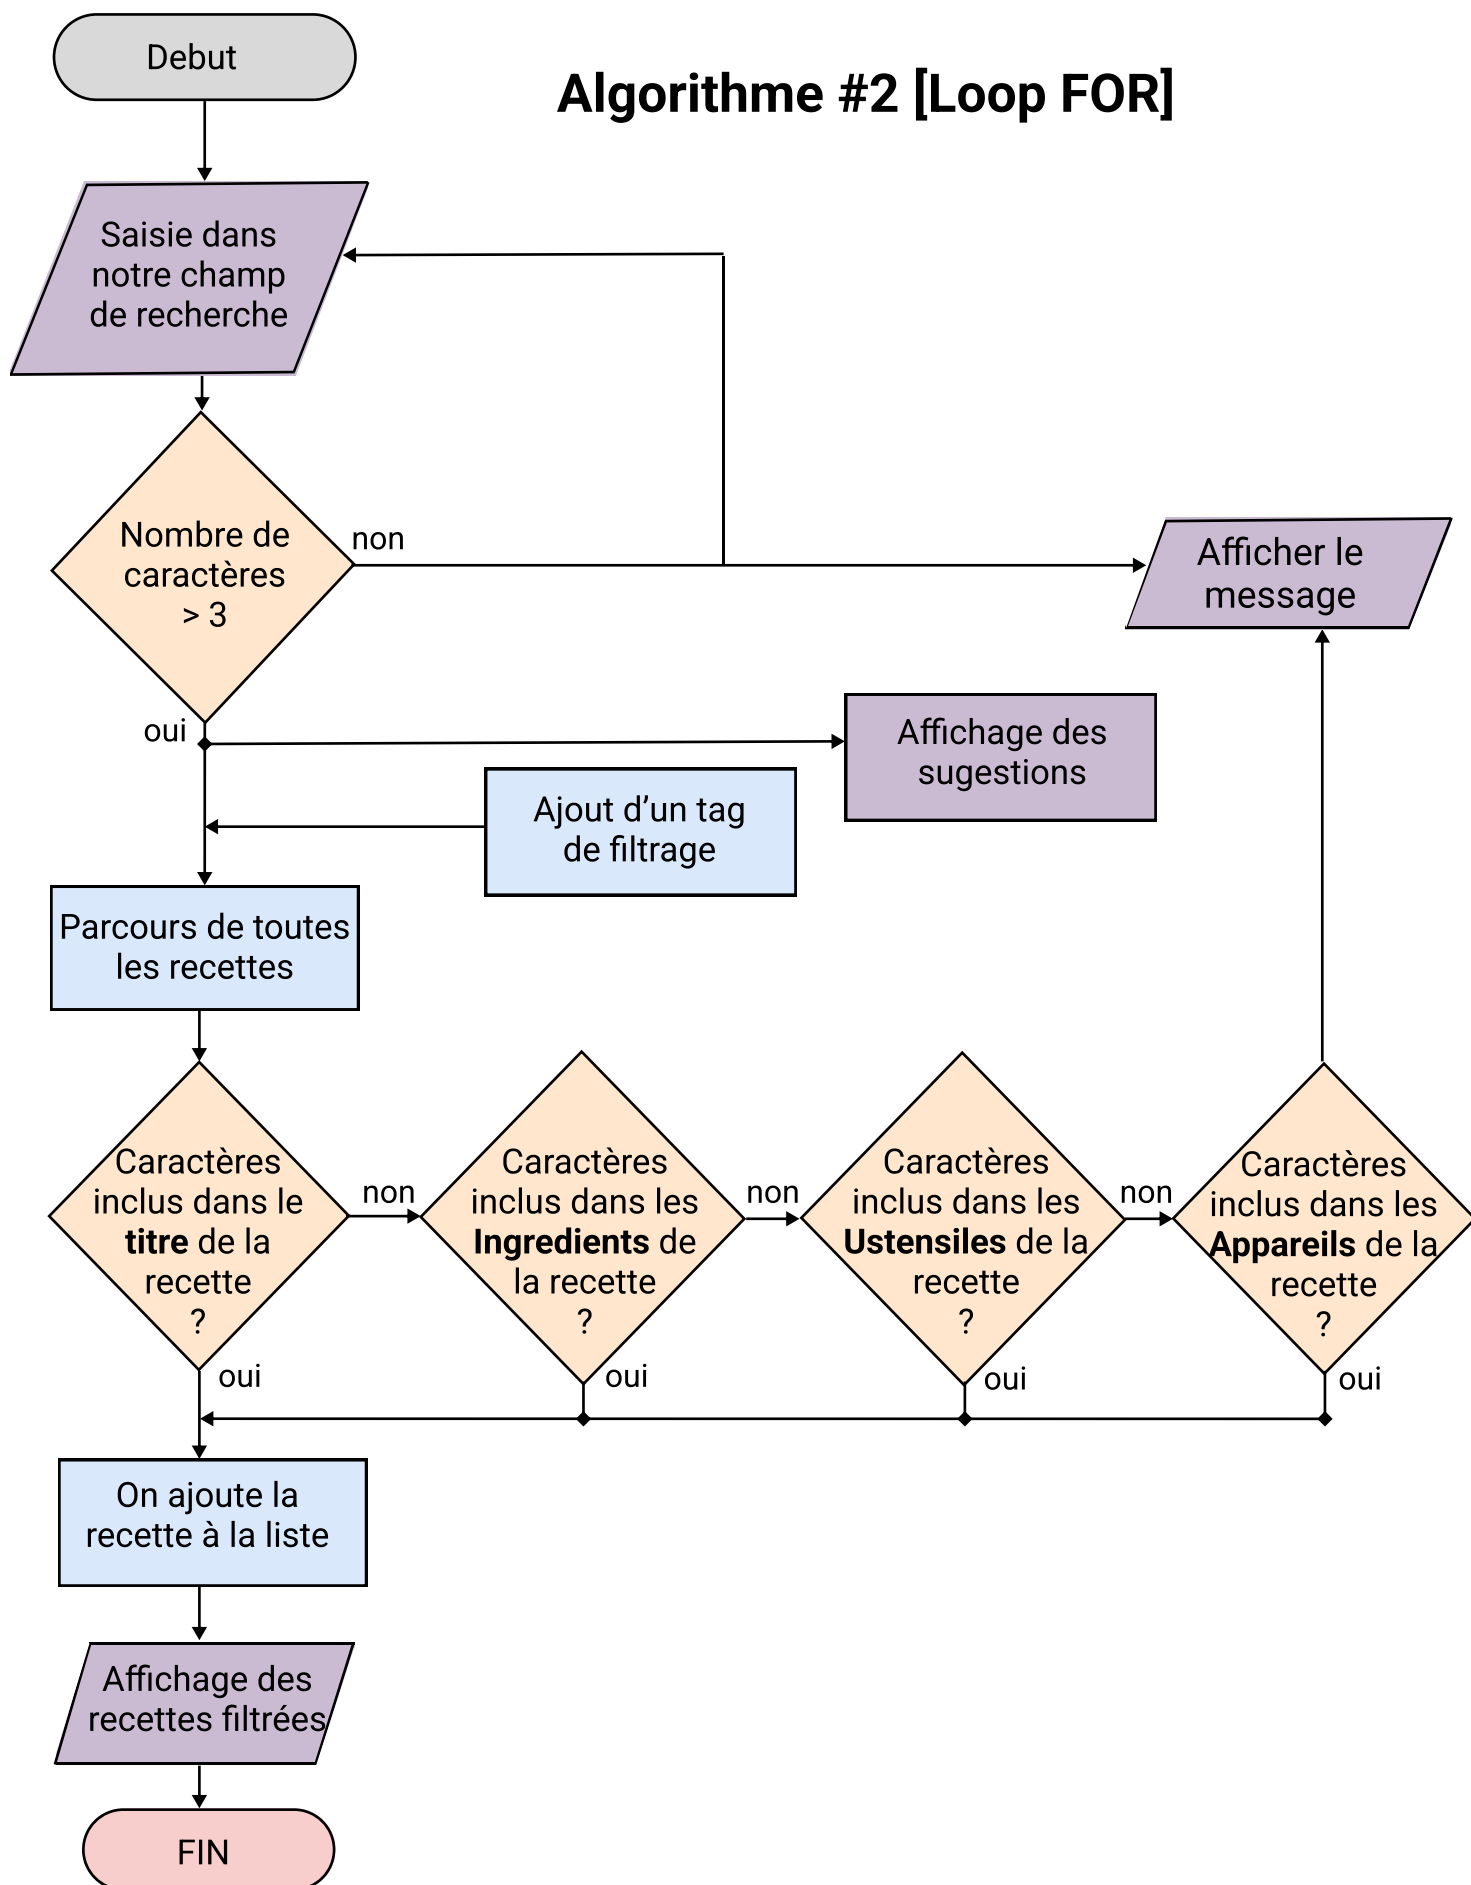 Debut
Algorithme #2 [Loop FOR]
Saisie dans
notre champ
de recherche
Nombre de
caractères
> 3
non
Afficher le
message
oui
Affichage des
sugestions
Ajout d’un tag
de filtrage
Parcours de toutes
les recettes
Caractères
inclus dans le
titre de la
recette
?
non
Caractères
inclus dans les
Ingredients de
la recette
?
non
Caractères
inclus dans les
Ustensiles de la
recette
?
non
Caractères
inclus dans les
Appareils de la
recette
?
oui
oui
oui
oui
On ajoute la
recette à la liste
Affichage des
recettes filtrées
FIN